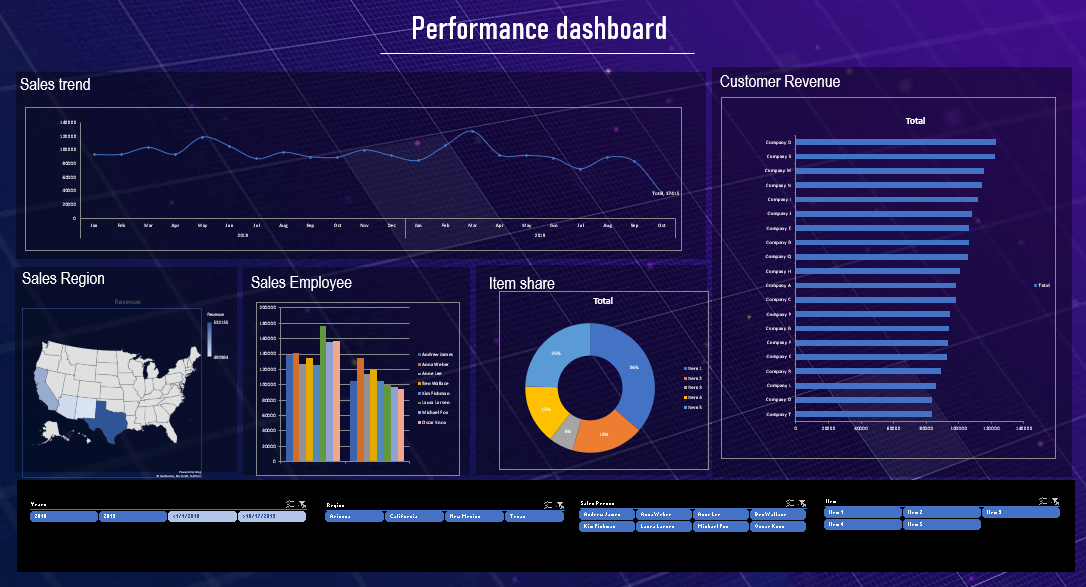 Performance dashboard
Sales trend
140000
120000
100000
80000
60000
40000
20000
0
Total, 37415
Jan Feb Mar Apr May Jun Jul Aug Sep Oct Nov Dec Jan Feb Mar Apr May Jun Jul Aug Sep Oct
Customer Revenue
Total
Company D
Company S
Company M
Company N
Company I
Company J
Company E
Company B
Company Q
Company H
Company A
Company C
Company P
Company G
Company F
Company K
Company R
Company L
Company O
Company T
Total
0 20000 40000 60000 80000 100000 120000 140000
Sales Region
Revenue
Revenue
Sales Employee
200000
180000
160000
140000
120000
100000
80000
60000
40000
20000
0
Andrew James
Anna Weber
Anne Lee
Ben Wallace
Kim Fishman
Laura Larsen
Michael Fox
Oscar Knox
Item share
Total
36%
18%
6%
15%
25%
Item 1
Item 2
Item 3
Item 4
Item 5
Years
2018 2019 <1/1/2018 >10/17/2019
Region
Arizona California New Mexico Texas
Sales Person
Andrew James Anna Weber Anne Lee Ben Wallace
Kim Fishman Laura Larsen Michael Fox Oscar Knox
Item
Item 1 Item 2 Item 3
Item 4 Item 5